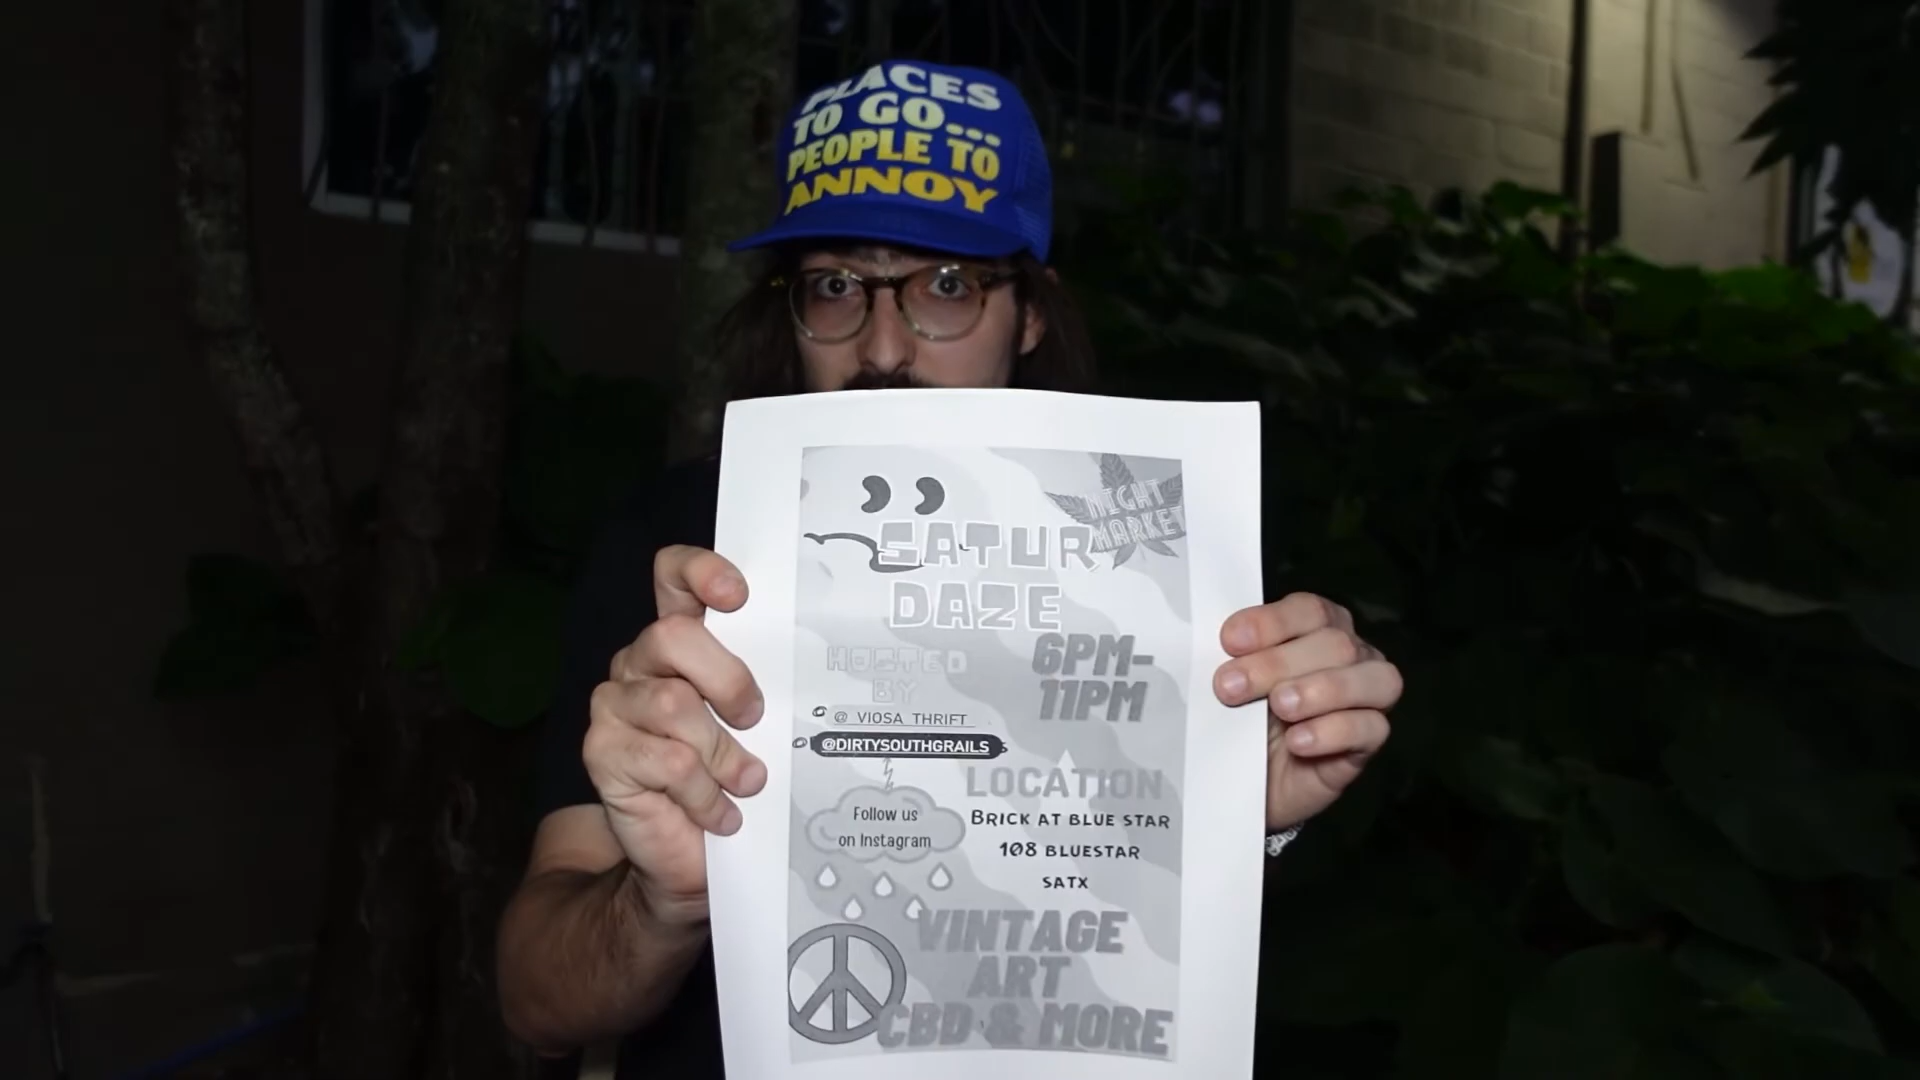 PLACES
TO GO...
PEOPLE TO
ANNOY
NIGHT
MARKET
SATUR
DAZE
HOSTED
BY
6PM-
11PM
@ VIOSA_THRIFT_
@DIRTYSOUTHGRAILS
LOCATION
BRICK AT BLUE STAR
108 BLUESTAR
SATX
Follow us
on Instagram
VINTAGE
ART
CBD & MORE